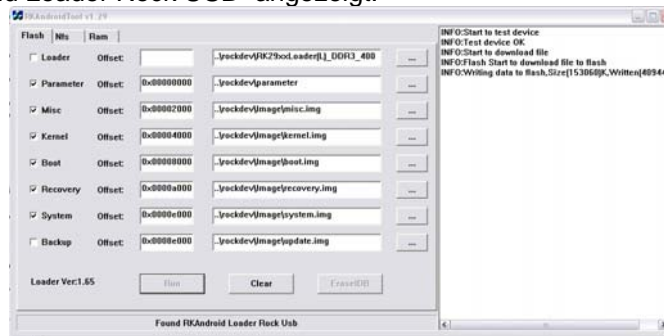 d Loader Rock USB" angezeigt.
RKAndroidTool v1.29
Flash Nfs Ram
Loader Offset: ..\rockdev\RK29xxLoader(L)_DDR3_400 ...
Parameter Offset: 0x00000000 ..\rockdev\parameter ...
Misc Offset: 0x00002000 ..\rockdev\Image\misc.img ...
Kernel Offset: 0x00004000 ..\rockdev\Image\kernel.img ...
Boot Offset: 0x00008000 ..\rockdev\Image\boot.img ...
Recovery Offset: 0x0000a000 ..\rockdev\Image\recovery.img ...
System Offset: 0x0000e000 ..\rockdev\Image\system.img ...
Backup Offset: 0x0008e000 ..\rockdev\Image\update.img ...
Loader Ver:1.65 Run Clear EraseIDB
Found RKAndroid Loader Rock Usb
INFO:Start to test device
INFO:Test device OK
INFO:Start to download file
INFO:Flash Start to download file to flash
INFO:Writing data to flash,Size(153060)K,Written(40944